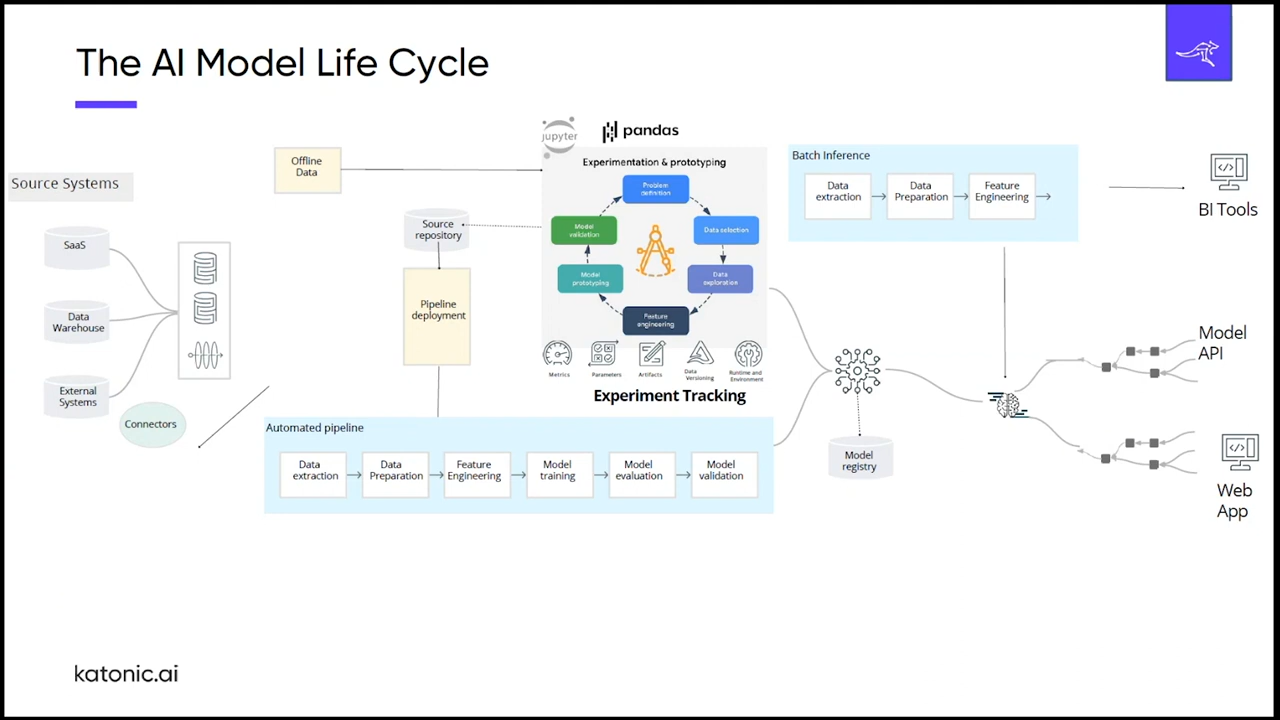 The AI Model Life Cycle
Source Systems
SaaS
Data
Warehouse
External
Systems
Connectors
Offline
Data
Source
repository
Pipeline
deployment
jupyter
pandas
Experimentation & prototyping
Problem
definition
Data selection
Data
exploration
Feature
engineering
Model
prototyping
Model
validation
Metrics
Parameters
Artifacts
Data
Versioning
Runtime and
Environment
Experiment Tracking
Automated pipeline
Data
extraction
Data
Preparation
Feature
Engineering
Model
training
Model
evaluation
Model
validation
Batch Inference
Data
extraction
Data
Preparation
Feature
Engineering
Model
registry
BI Tools
Model
API
Web
App
katonic.ai